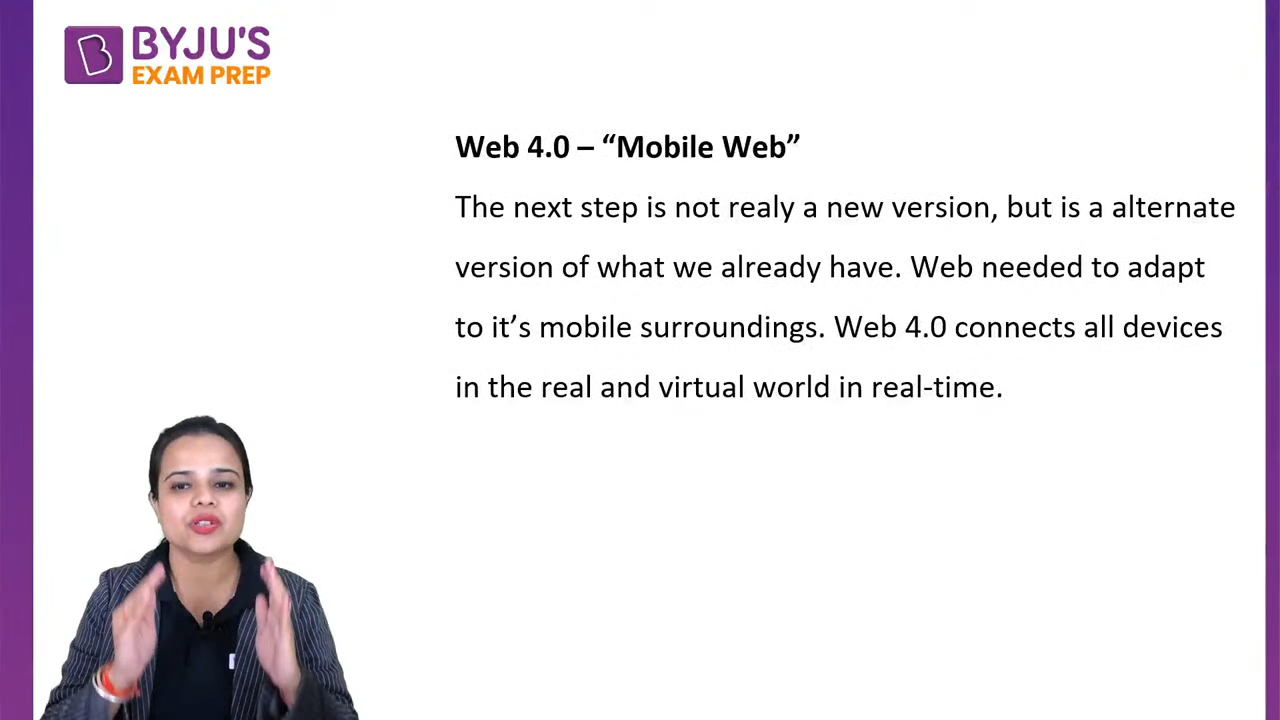 BYJU'S
EXAM PREP
Web 4.0 – “Mobile Web”
The next step is not realy a new version, but is a alternate
version of what we already have. Web needed to adapt
to it’s mobile surroundings. Web 4.0 connects all devices
in the real and virtual world in real-time.